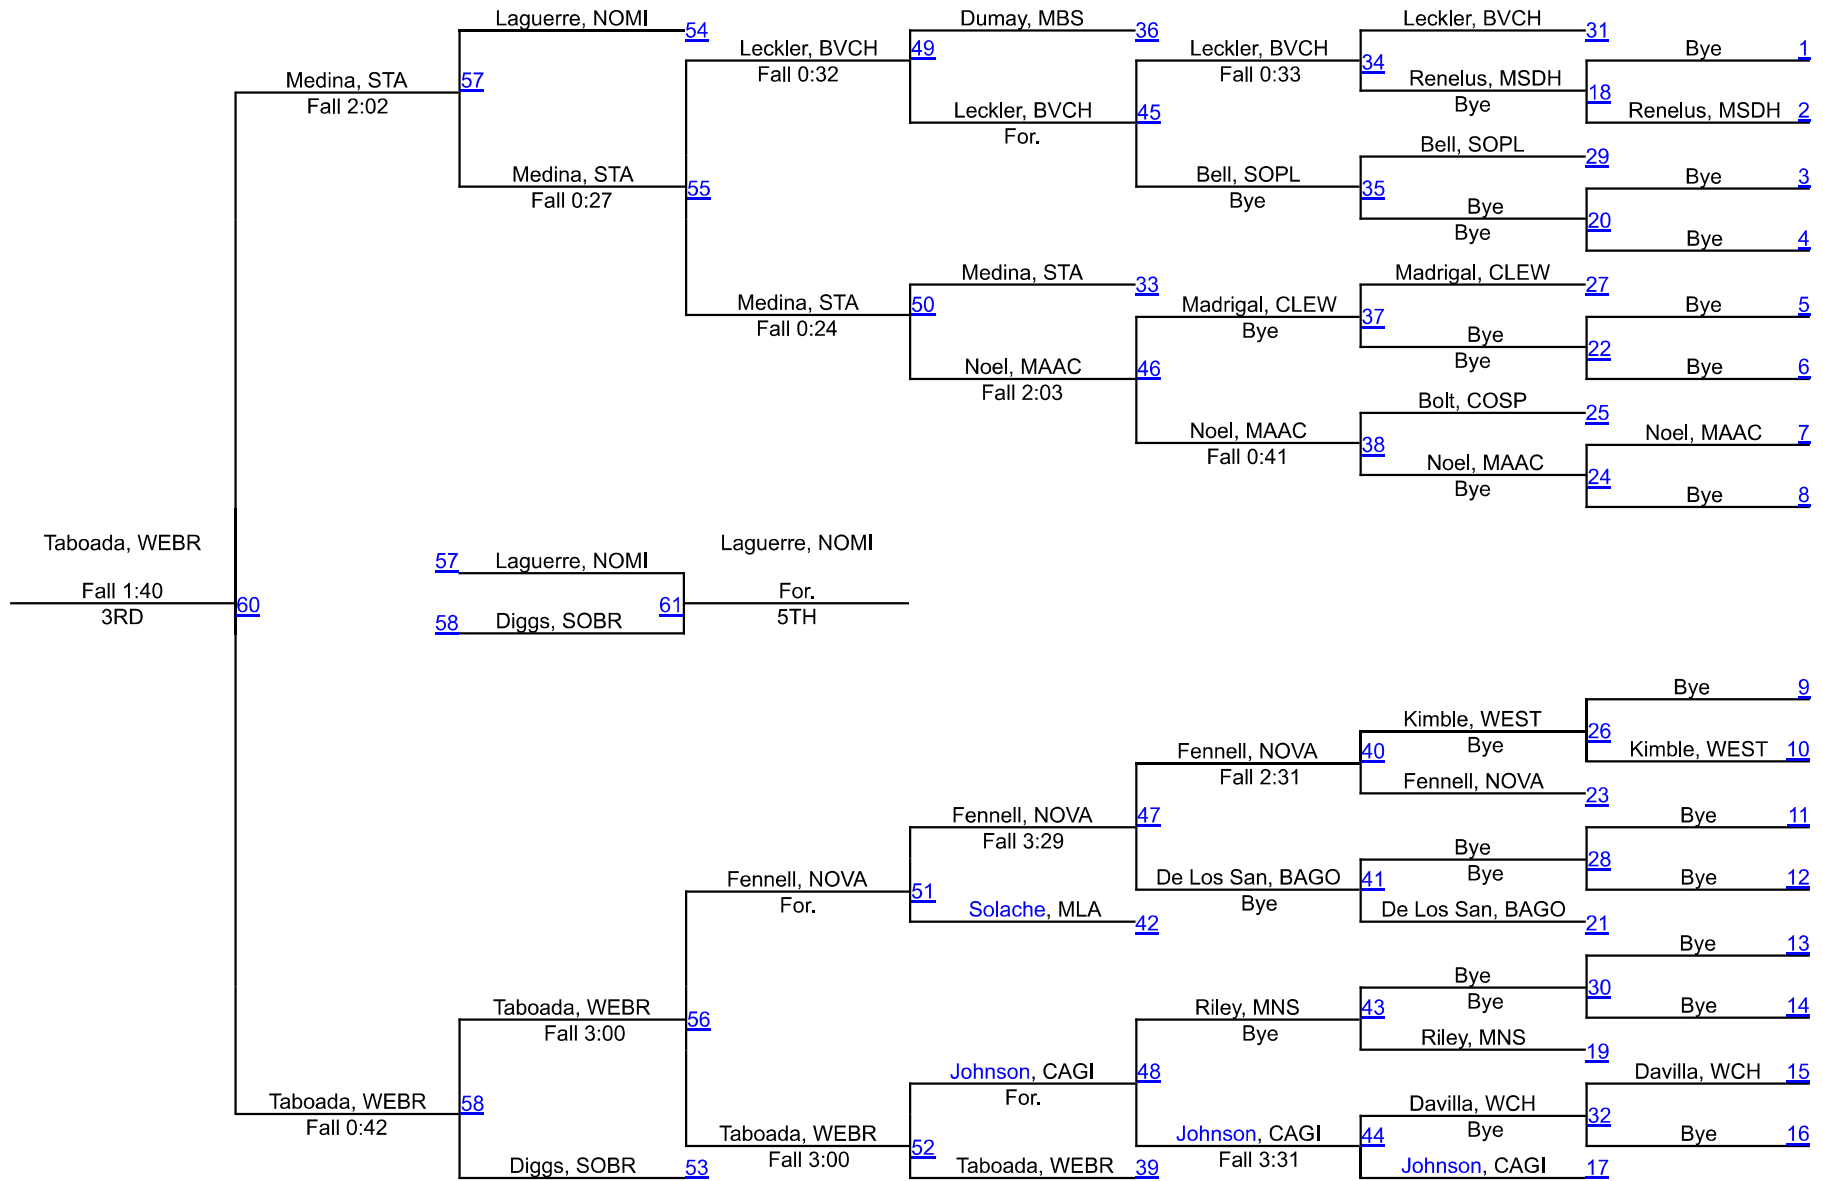 Laguerre, NOMI 54
Dumay, MBS 36
Leckler, BVCH 31
Leckler, BVCH 49
Fall 0:32
Leckler, BVCH 34
Fall 0:33
Bye 1
Medina, STA 57
Fall 2:02
Renelus, MSDH 18
Bye
Leckler, BVCH 45
For.
Renelus, MSDH 2
Bell, SOPL 29
Medina, STA 55
Fall 0:27
Bell, SOPL 35
Bye
Bye 3
Bye 20
Bye
Bye 4
Medina, STA 33
Madrigal, CLEW 27
Medina, STA 50
Fall 0:24
Madrigal, CLEW 37
Bye
Bye 5
Bye 22
Bye
Noel, MAAC 46
Fall 2:03
Bye 6
Bolt, COSP 25
Noel, MAAC 38
Fall 0:41
Noel, MAAC 7
Noel, MAAC 24
Bye
Bye 8
Taboada, WEBR
Fall 1:40
3RD
60
57 Laguerre, NOMI
58 Diggs, SOBR
61
Laguerre, NOMI
For.
5TH
Bye 9
Kimble, WEST 26
Bye
Fennell, NOVA 40
Fall 2:31
Kimble, WEST 10
Fennell, NOVA 23
Fennell, NOVA 47
Fall 3:29
Bye 11
Bye 28
Bye
Fennell, NOVA 51
For.
De Los San, BAGO 41
Bye
Bye 12
Solache, MLA 42
De Los San, BAGO 21
Bye 13
Bye 30
Bye
Taboada, WEBR 56
Fall 3:00
Riley, MNS 43
Bye
Bye 14
Riley, MNS 19
Johnson, CAGI 48
For.
Davilla, WCH 15
Taboada, WEBR 58
Fall 0:42
Davilla, WCH 32
Bye
Taboada, WEBR 52
Fall 3:00
Johnson, CAGI 44
Fall 3:31
Bye 16
Diggs, SOBR 53
Taboada, WEBR 39
Johnson, CAGI 17